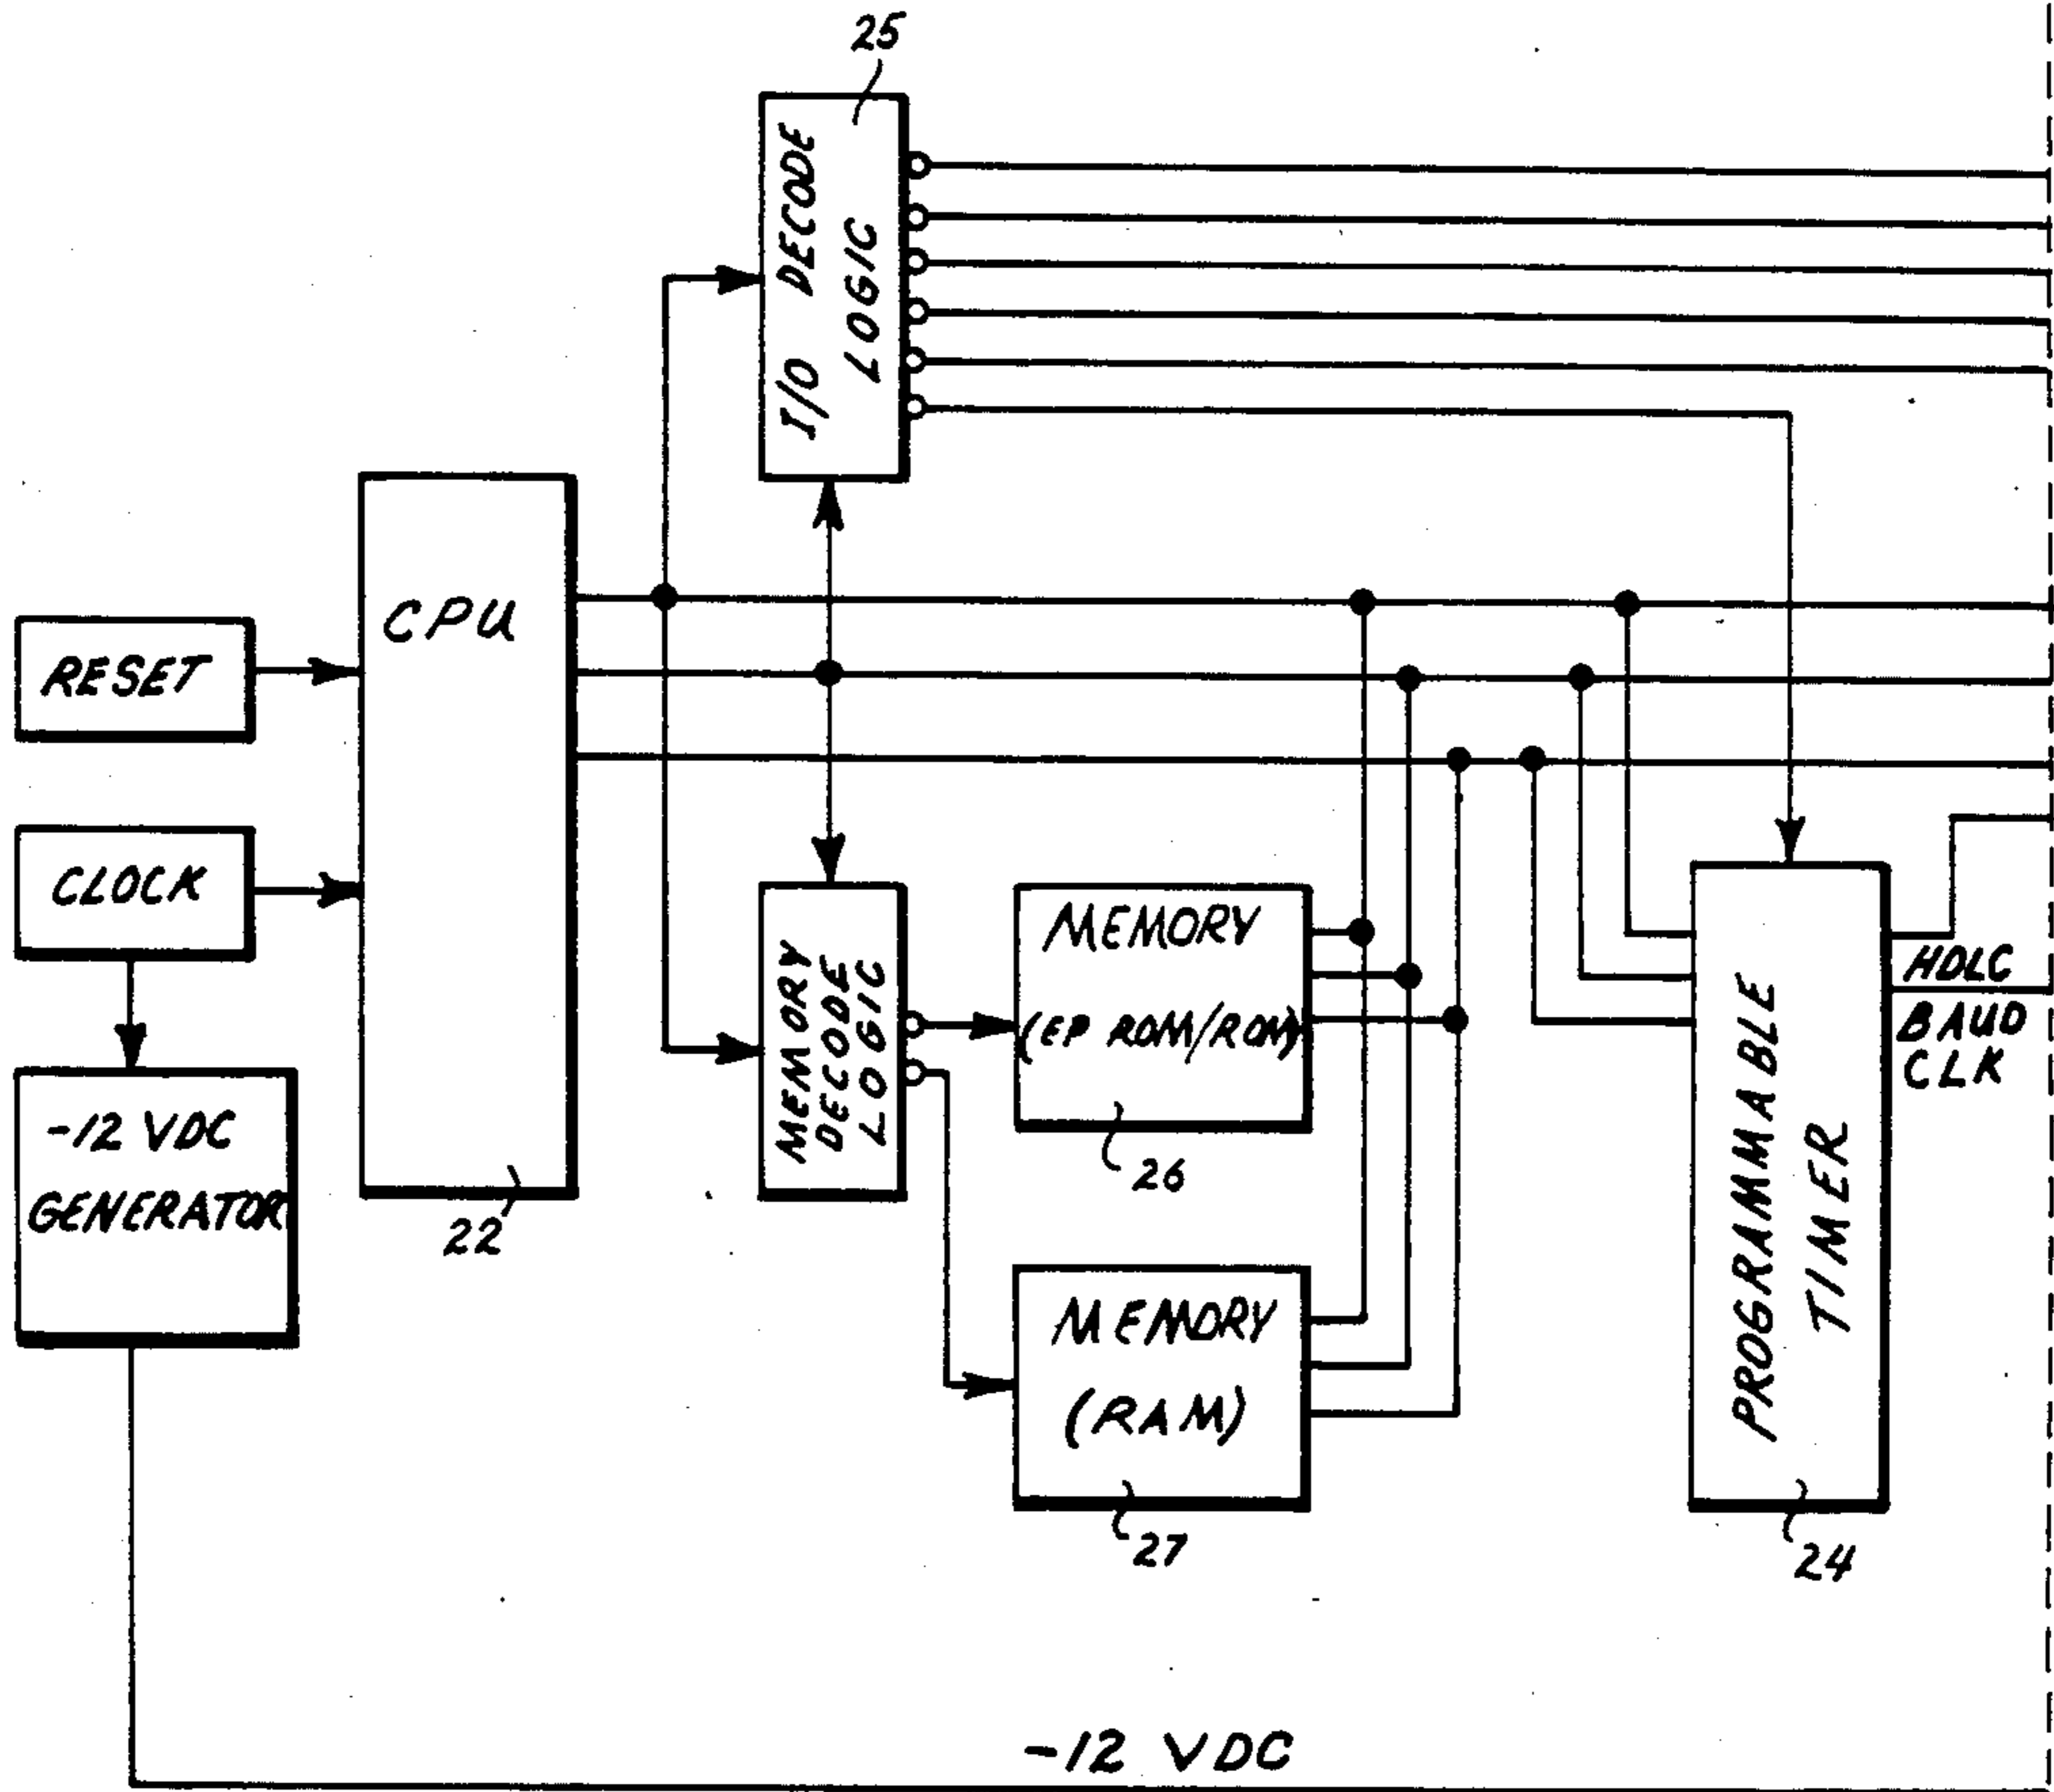 25
I/O DECODE
LOGIC
CPU
RESET
CLOCK
-12 VDC
GENERATOR
22
MEMORY
DECODE
LOGIC
MEMORY
(EP ROM/ROM)
26
MEMORY
(RAM)
27
PROGRAMMABLE
TIMER
24
HDLC
BAUD
CLK
-12 VDC